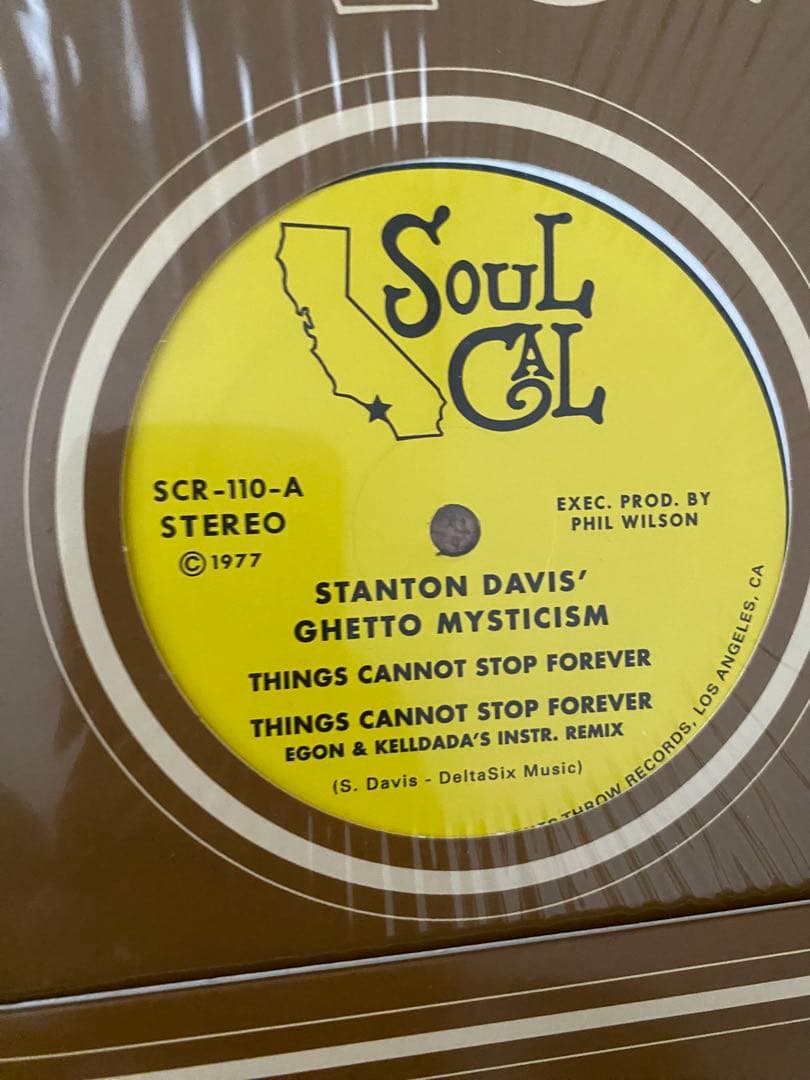 SOUL
CAL
SCR-110-A
STEREO
©1977
EXEC. PROD. BY
PHIL WILSON
STANTON DAVIS'
GHETTO MYSTICISM
THINGS CANNOT STOP FOREVER
THINGS CANNOT STOP FOREVER
EGON & KELLDADA'S INSTR. REMIX
(S. Davis - DeltaSix Music)
THROW RECORDS, LOS ANGELES, CA